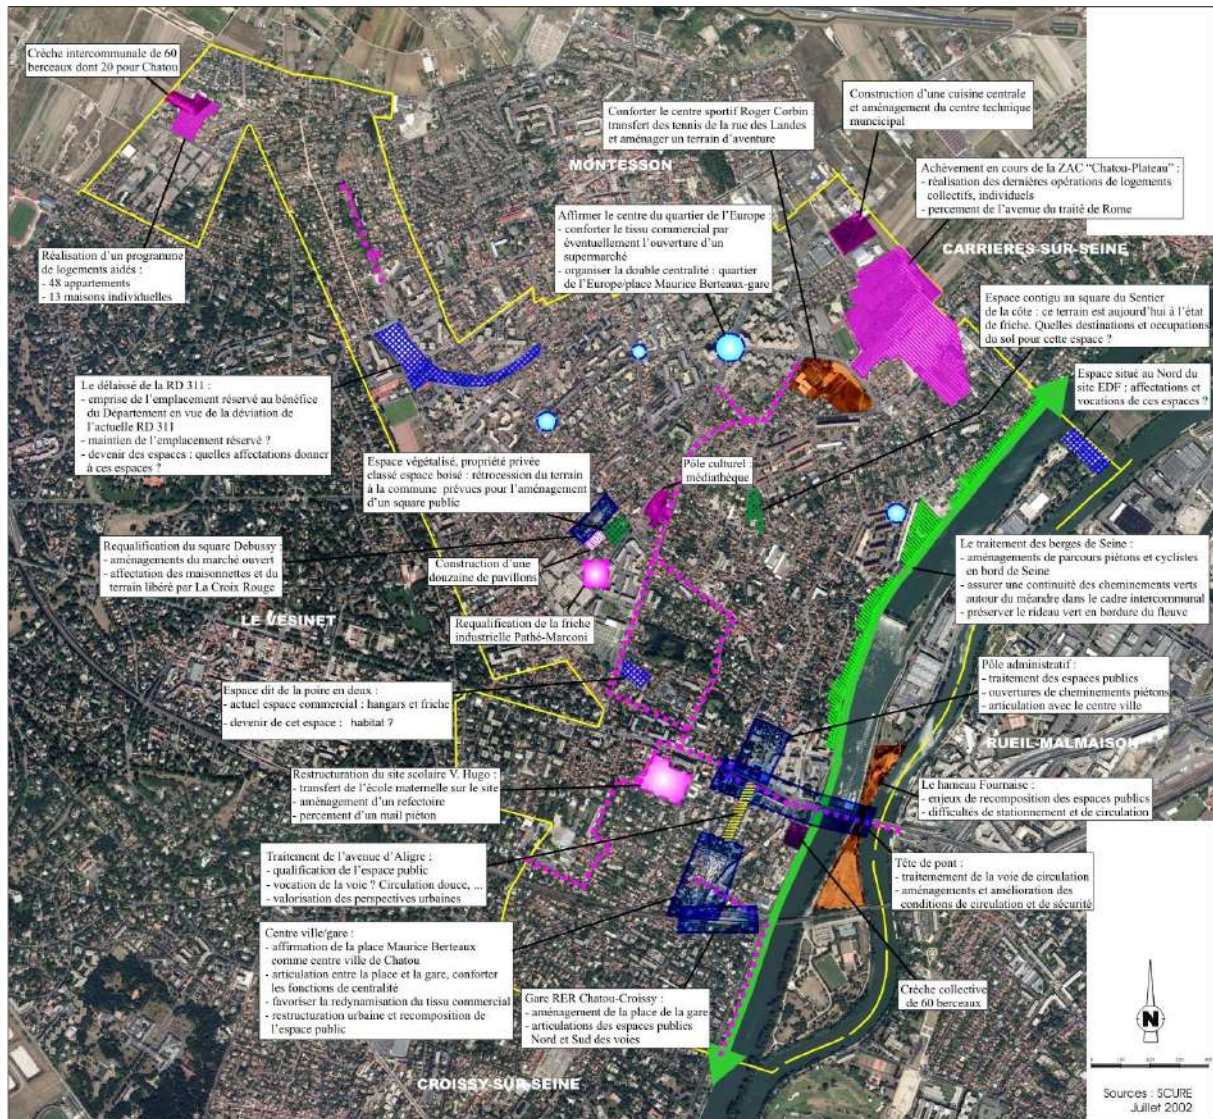 Crèche intercommunale de 60
berceaux dont 20 pour Chatou
Conforter le centre sportif Roger Corbin :
transfert des tennis de la rue des Landes
et aménager un terrain d'aventure
Construction d'une cuisine centrale
et aménagement du centre technique
muncicipal
MONTESSON
Achèvement en cours de la ZAC "Chatou-Plateau" :
- réalisation des dernières opérations de logements
collectifs, individuels
- percement de l'avenue du traité de Rome
Affirmer le centre du quartier de l'Europe :
- conforter le tissu commercial par
éventuellement l'ouverture d'un
supermarché
- organiser la double centralité : quartier
de l'Europe/place Maurice Berteaux-gare
CARRIERES-SUR-SEINE
Réalisation d'un programme
de logements aidés :
- 48 appartements
- 13 maisons individuelles
Espace contigu au square du Sentier
de la côte : ce terrain est aujourd'hui à l'état
de friche. Quelles destinations et occupations
du sol pour cette espace ?
Espace situé au Nord du
site EDF : affectations et
vocations de ces espaces ?
Le délaissé de la RD 311 :
- emprise de l'emplacement réservé au bénéfice
du Département en vue de la déviation de
l'actuelle RD 311
- maintien de l'emplacement réservé ?
- devenir des espaces : quelles affectations donner
à ces espaces ?
Espace végétalisé, propriété privée
classé espace boisé : rétrocession du terrain
à la commune prévues pour l'aménagement
d'un square public
Pôle culturel :
médiathèque
Requalification du square Debussy :
- aménagements du marché ouvert
- affectation des maisonnettes et du
terrain libéré par La Croix Rouge
Construction d'une
douzaine de pavillons
Le traitement des berges de Seine :
- aménagements de parcours piétons et cyclistes
en bord de Seine
- assurer une continuité des cheminements verts
autour du méandre dans le cadre intercommunal
- préserver le rideau vert en bordure du fleuve
LE VESINET
Requalification de la friche
industrielle Pathé-Marconi
Pôle administratif :
- traitement des espaces publics
- ouvertures de cheminements piétons
- articulation avec le centre ville
Espace dit de la poire en deux :
- actuel espace commercial : hangars et friche
- devenir de cet espace : habitat ?
RUEIL-MALMAISON
Restructuration du site scolaire V. Hugo :
- transfert de l'école maternelle sur le site
- aménagement d'un refectoire
- percement d'un mail piéton
Le hameau Fournaise :
- enjeux de recomposition des espaces publics
- difficultés de stationnement et de circulation
Traitement de l'avenue d'Aligre :
- qualification de l'espace public
- vocation de la voie ? Circulation douce, ...
- valorisation des perspectives urbaines
Tête de pont :
- traitemement de la voie de circulation
- aménagements et amélioration des
conditions de circulation et de sécurité
Centre ville/gare :
- affirmation de la place Maurice Berteaux
comme centre ville de Chatou
- articulation entre la place et la gare, conforter
les fonctions de centralité
- favoriser la redynamisation du tissu commercial
- restructuration urbaine et recomposition de
l'espace public
Gare RER Chatou-Croissy :
- aménagement de la place de la gare
- articulations des espaces publics
Nord et Sud des voies
Crèche collective
de 60 berceaux
CROISSY-SUR-SEINE
N
Sources : SCURE
Juillet 2002